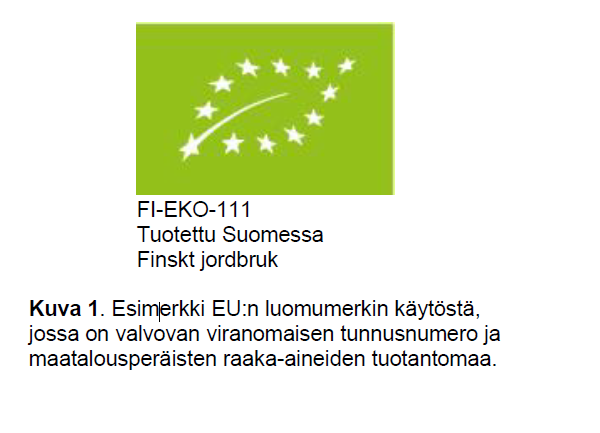 FI-EKO-111
Tuotettu Suomessa
Finskt jordbruk
Kuva 1. Esimerkki EU:n luomumerkin käytöstä,
jossa on valvovan viranomaisen tunnusnumero ja
maatalousperäisten raaka-aineiden tuotantomaa.